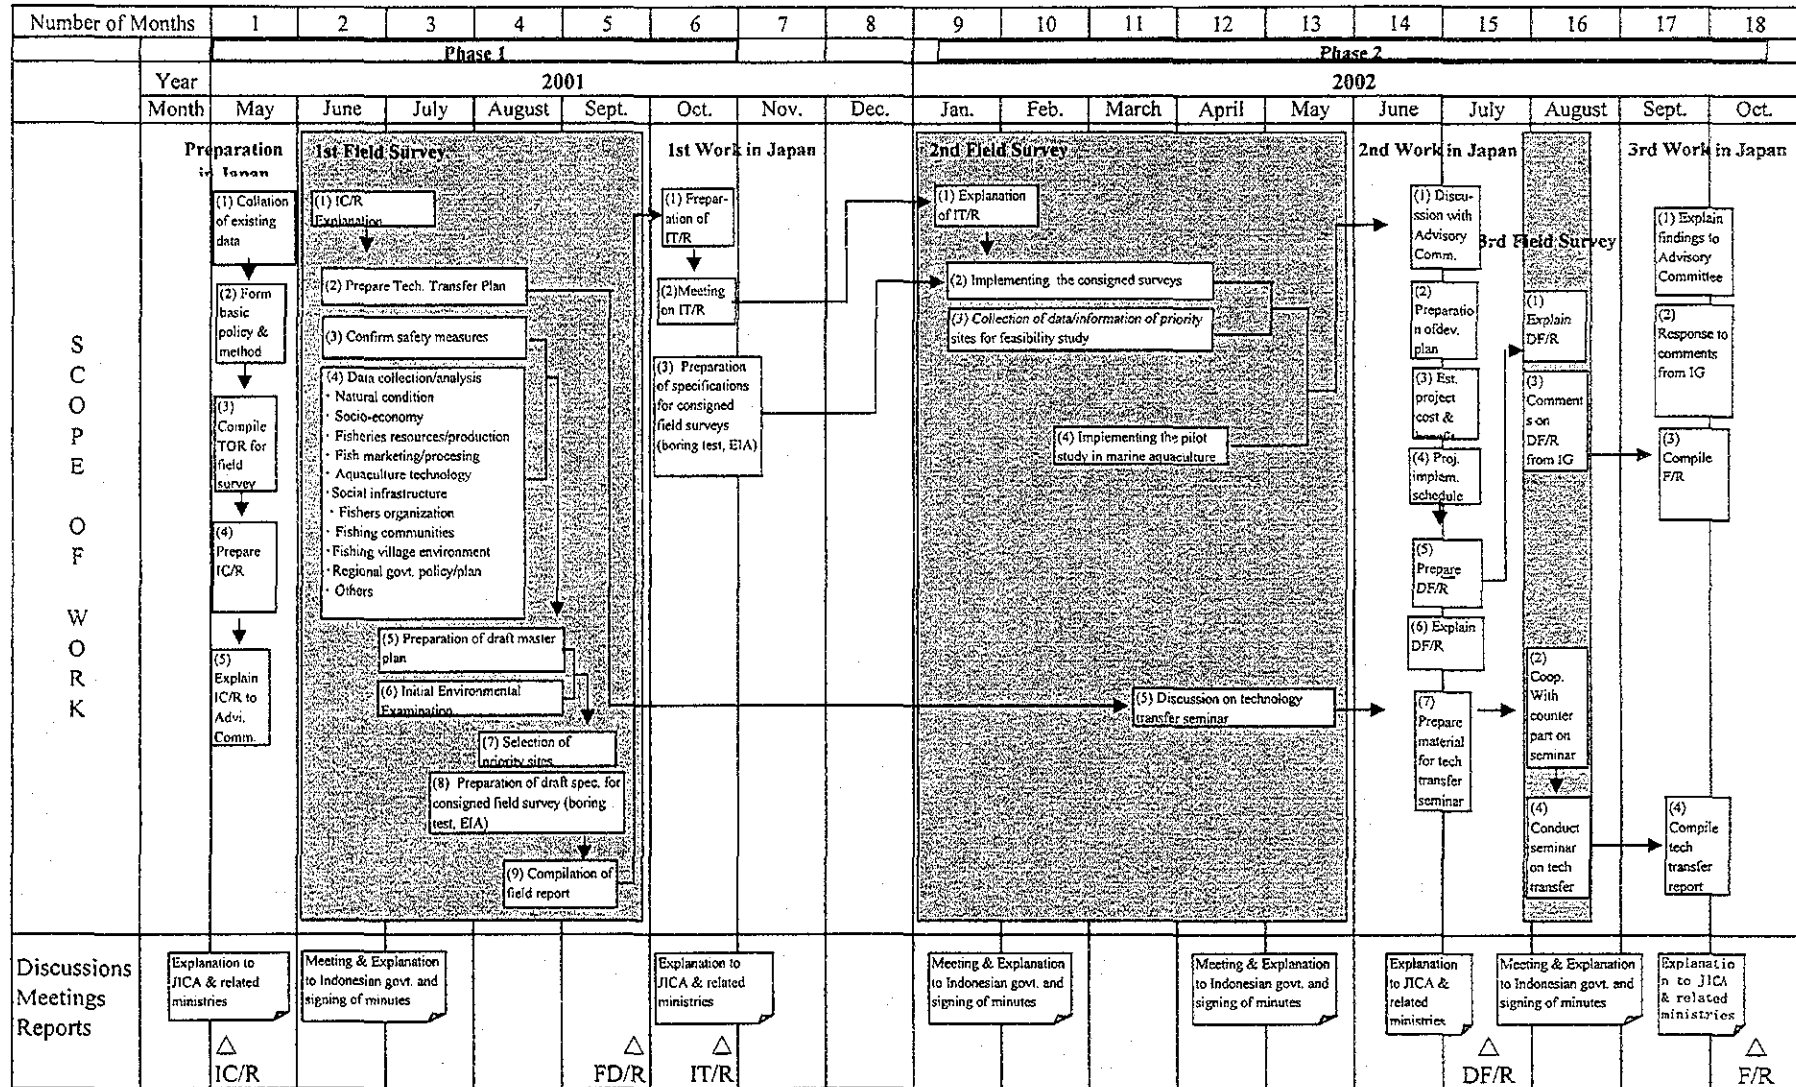 Number of Months 1 2 3 4 5 6 7 8 9 10 11 12 13 14 15 16 17 18
Phase 1 Phase 2
Year 2001 2002
Month May June July August Sept. Oct. Nov. Dec. Jan. Feb. March April May June July August Sept. Oct.
SCOPE OF WORK
Preparation
in Japan
(1) Collation
of existing
data
(2) Form
basic
policy &
method
(3)
Compile
TOR for
field
survey
(4)
Prepare
IC/R
(5)
Explain
IC/R to
Advi.
Comm.
1st Field Survey
(1) IC/R
Explanation
(2) Prepare Tech. Transfer Plan
(3) Confirm safety measures
(4) Data collection/analysis
· Natural condition
· Socio-economy
· Fisheries resources/production
· Fish marketing/procesing
· Aquaculture technology
· Social infrastructure
· Fishers organization
· Fishing communities
· Fishing village environment
· Regional govt. policy/plan
· Others
(5) Preparation of draft master
plan
(6) Initial Environmental
Examination
(7) Selection of
priority sites
(8) Preparation of draft spec. for
consigned field survey (boring
test, EIA)
(9) Compilation of
field report
1st Work in Japan
(1) Prepar-
ation of
IT/R
(2)Meeting
on IT/R
(3) Preparation
of specifications
for consigned
field surveys
(boring test, EIA)
2nd Field Survey
(1) Explanation
of IT/R
(2) Implementing the consigned surveys
(3) Collection of data/information of priority
sites for feasibility study
(4) Implementing the pilot
study in marine aquaculture
(5) Discussion on technology
transfer seminar
2nd Work in Japan
(1) Discu-
ssion with
Advisory
Comm.
(2)
Preparatio
n ofdev.
plan
(3) Est.
project
cost &
benefit
(4) Proj.
implem.
schedule
(5)
Prepare
DF/R
(6) Explain
DF/R
(7)
Prepare
material
for tech
transfer
seminar
3rd Field Survey
(1)
Explain
DF/R
(3)
Comment
s on
DF/R
from IG
(2)
Coop.
With
counter
part on
seminar
(4)
Conduct
seminar
on tech
transfer
3rd Work in Japan
(1) Explain
findings to
Advisory
Committee
(2)
Response to
comments
from IG
(3)
Compile
F/R
(4)
Compile
tech
transfer
report
Discussions
Meetings
Reports
Explanation to
JICA & related
ministries
Meeting & Explanation
to Indonesian govt. and
signing of minutes
Explanation to
JICA & related
ministries
Meeting & Explanation
to Indonesian govt. and
signing of minutes
Meeting & Explanation
to Indonesian govt. and
signing of minutes
Explanation
to JICA &
related
ministries
Meeting & Explanation
to Indonesian govt. and
signing of minutes
Explanatio
n to JICA
& related
ministries
△ △ △ △ △
IC/R FD/R IT/R DF/R F/R